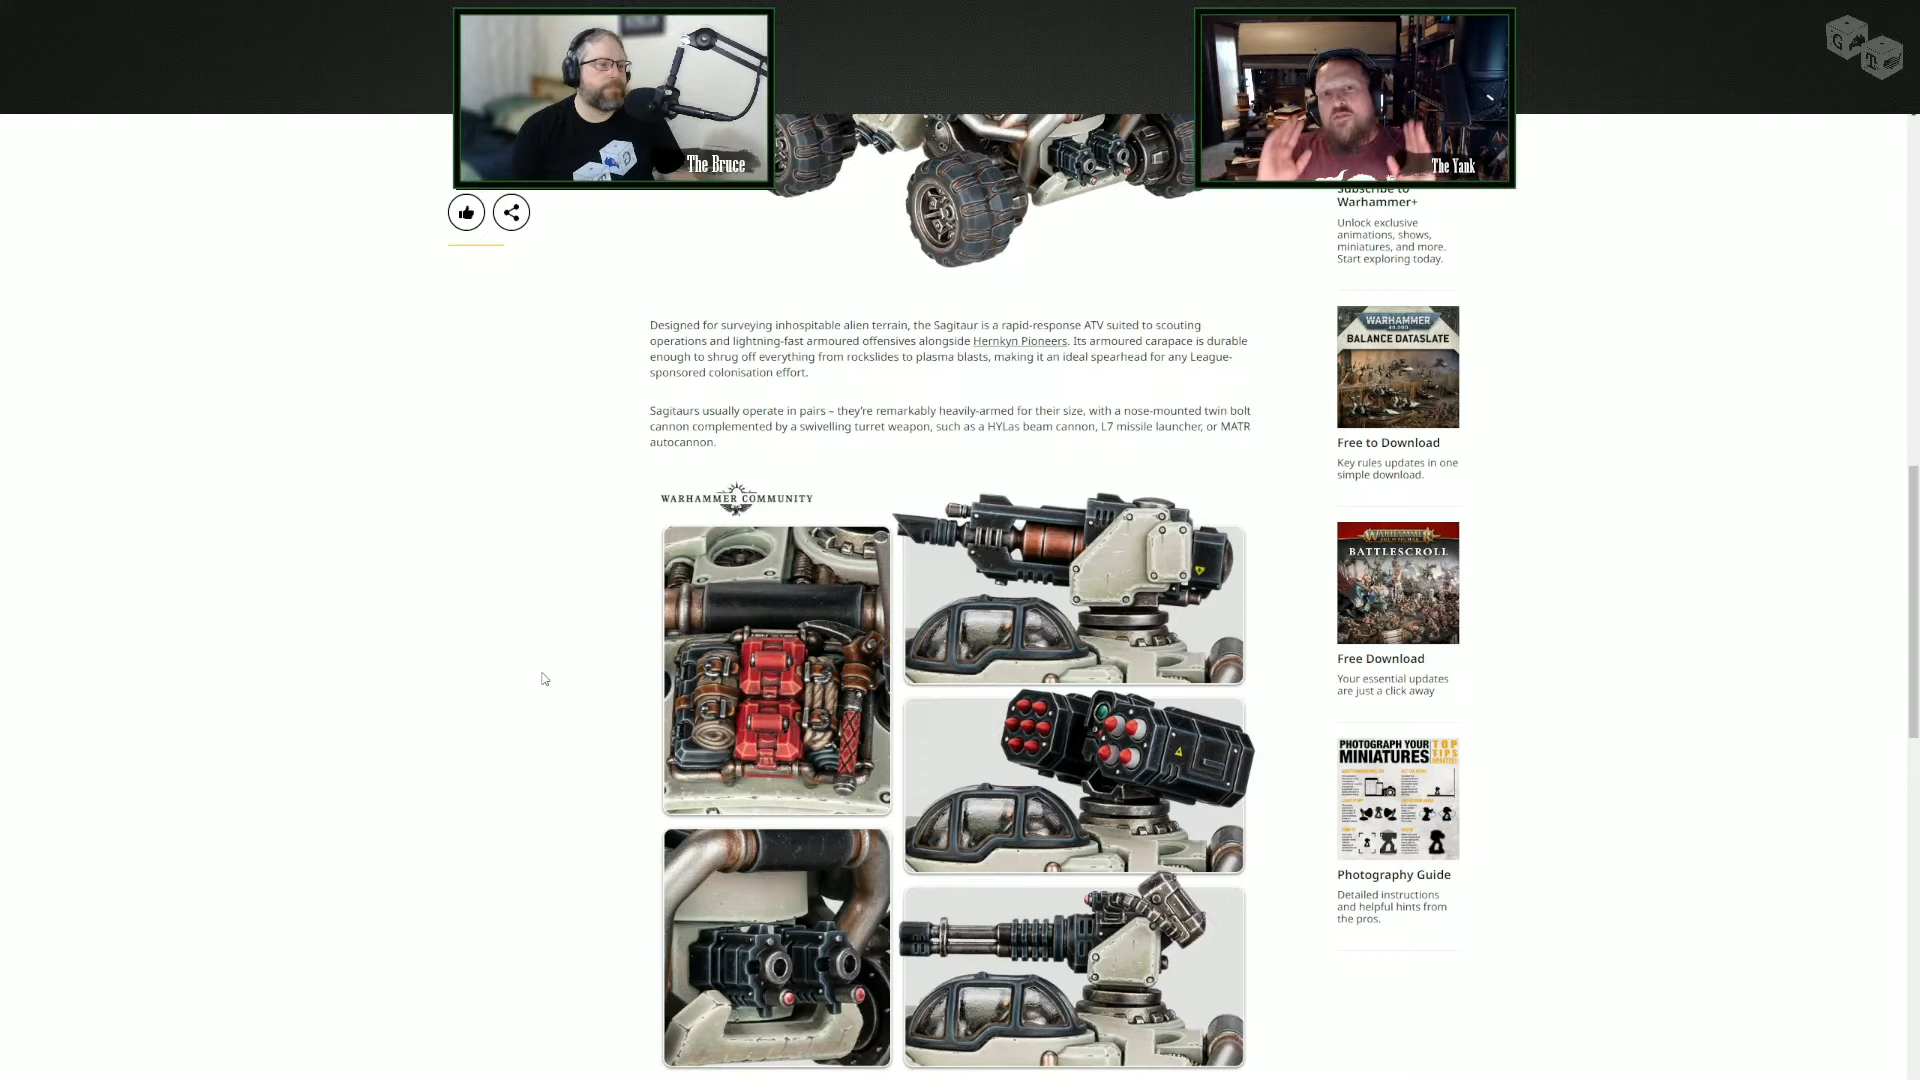 The Bruce
The Yank
Subscribe to
Warhammer+
Unlock exclusive
animations, shows,
miniatures, and more.
Start exploring today.
Designed for surveying inhospitable alien terrain, the Sagitaur is a rapid-response ATV suited to scouting
operations and lightning-fast armoured offensives alongside Hernkyn Pioneers. Its armoured carapace is durable
enough to shrug off everything from rockslides to plasma blasts, making it an ideal spearhead for any League-
sponsored colonisation effort.
Sagitaurs usually operate in pairs – they're remarkably heavily-armed for their size, with a nose-mounted twin bolt
cannon complemented by a swivelling turret weapon, such as a HYLas beam cannon, L7 missile launcher, or MATR
autocannon.
WARHAMMER COMMUNITY
WARHAMMER
40,000
BALANCE DATASLATE
Free to Download
Key rules updates in one
simple download.
WARHAMMER
BATTLESCROLL
Free Download
Your essential updates
are just a click away
PHOTOGRAPH YOUR
MINIATURES
TOP
TIPS
Photography Guide
Detailed instructions
and helpful hints from
the pros.